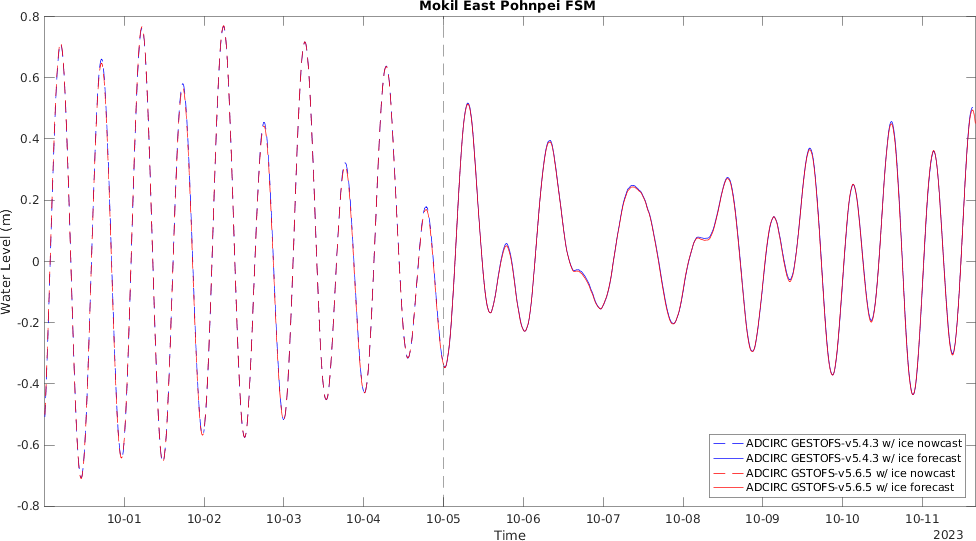 Mokil East Pohnpei FSM
0.8
0.6
0.4
0.2
0
-0.2
-0.4
-0.6
-0.8
Water Level (m)
ADCIRC GESTOFS-v5.4.3 w/ ice nowcast
ADCIRC GESTOFS-v5.4.3 w/ ice forecast
ADCIRC GSTOFS-v5.6.5 w/ ice nowcast
ADCIRC GSTOFS-v5.6.5 w/ ice forecast
10-01 10-02 10-03 10-04 10-05 10-06 10-07 10-08 10-09 10-10 10-11
Time
2023